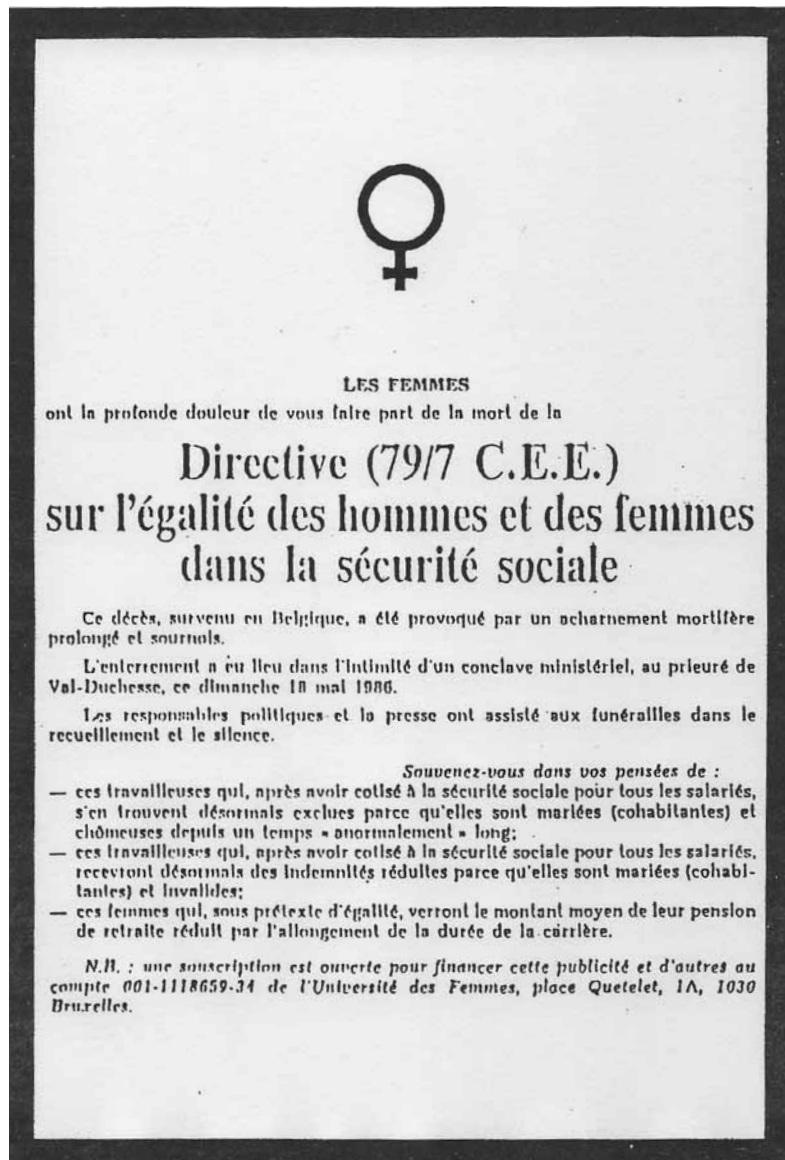 LES FEMMES
ont la profonde douleur de vous faire part de la mort de la
Directive (79/7 C.E.E.)
sur l'égalité des hommes et des femmes
dans la sécurité sociale
Ce décès, survenu en Belgique, a été provoqué par un acharnement mortifère
prolongé et sournois.
L'enterrement a eu lieu dans l'intimité d'un conclave ministériel, au prieuré de
Val-Duchesse, ce dimanche 18 mai 1986.
Les responsables politiques et la presse ont assisté aux funérailles dans le
recueillement et le silence.
Souvenez-vous dans vos pensées de :
— ces travailleuses qui, après avoir cotisé à la sécurité sociale pour tous les salariés,
s'en trouvent désormais exclues parce qu'elles sont mariées (cohabitantes) et
chômeuses depuis un temps « anormalement » long;
— ces travailleuses qui, après avoir cotisé à la sécurité sociale pour tous les salariés,
recevront désormais des indemnités réduites parce qu'elles sont mariées (cohabi-
tantes) et invalides;
— ces femmes qui, sous prétexte d'égalité, verront le montant moyen de leur pension
de retraite réduit par l'allongement de la durée de la carrière.
N.B. : une souscription est ouverte pour financer cette publicité et d'autres au
compte 001-1118659-34 de l'Université des Femmes, place Quetelet, 1A, 1030
Bruxelles.